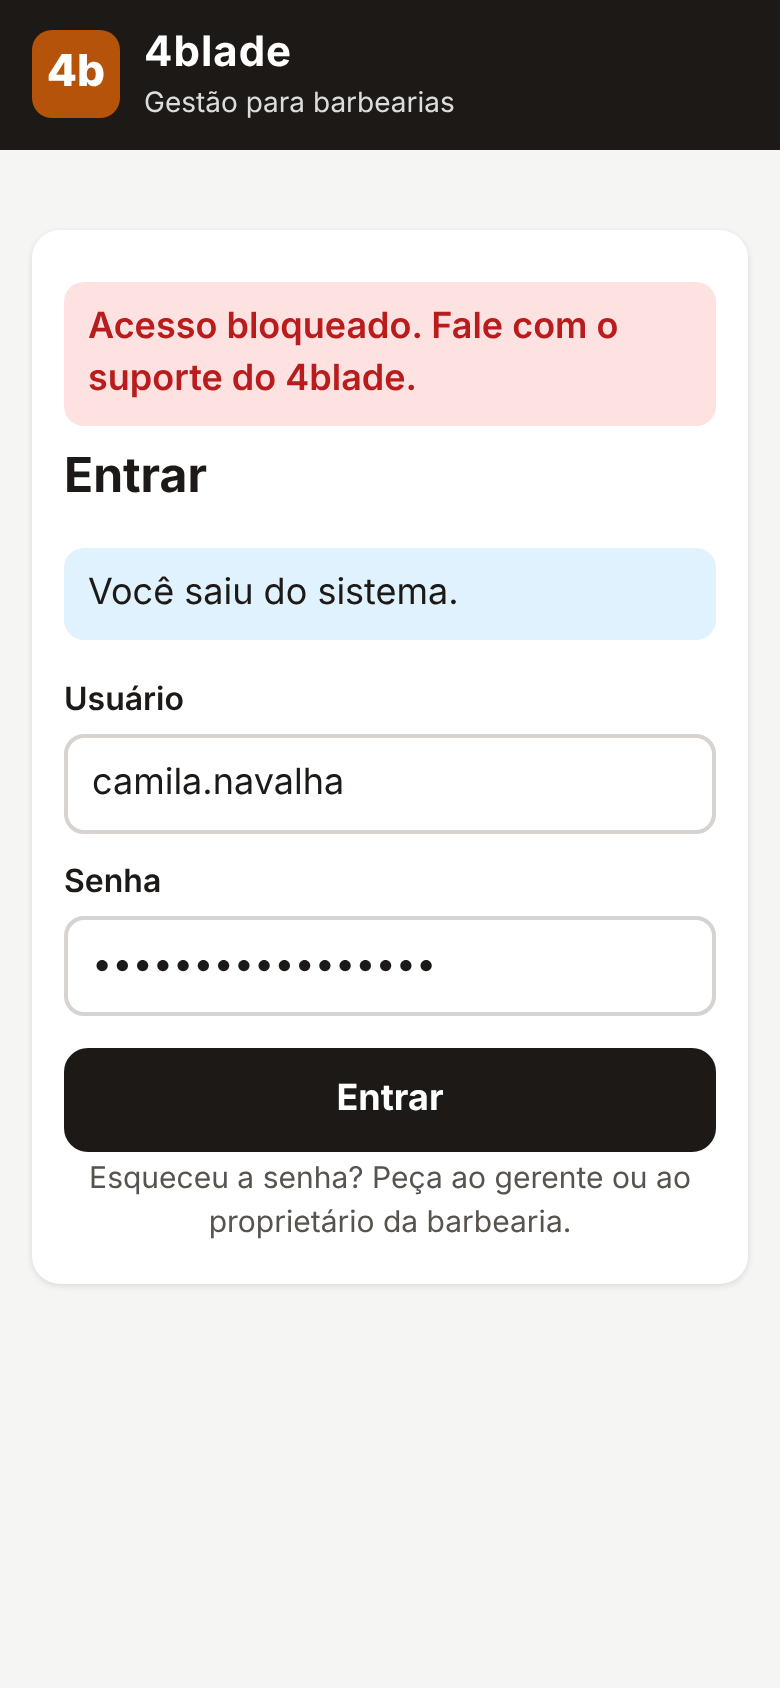 4b
4blade
Gestão para barbearias
Acesso bloqueado. Fale com o
suporte do 4blade.
Entrar
Você saiu do sistema.
Usuário
camila.navalha
Senha
•••••••••••••••••
Entrar
Esqueceu a senha? Peça ao gerente ou ao
proprietário da barbearia.